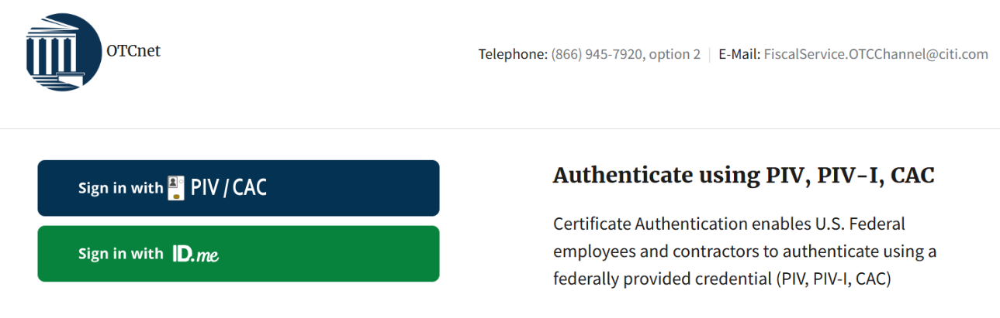 OTCnet
Telephone: (866) 945-7920, option 2 | E-Mail: FiscalService.OTCChannel@citi.com
Sign in with PIV / CAC
Sign in with ID.me
Authenticate using PIV, PIV-I, CAC
Certificate Authentication enables U.S. Federal
employees and contractors to authenticate using a
federally provided credential (PIV, PIV-I, CAC)